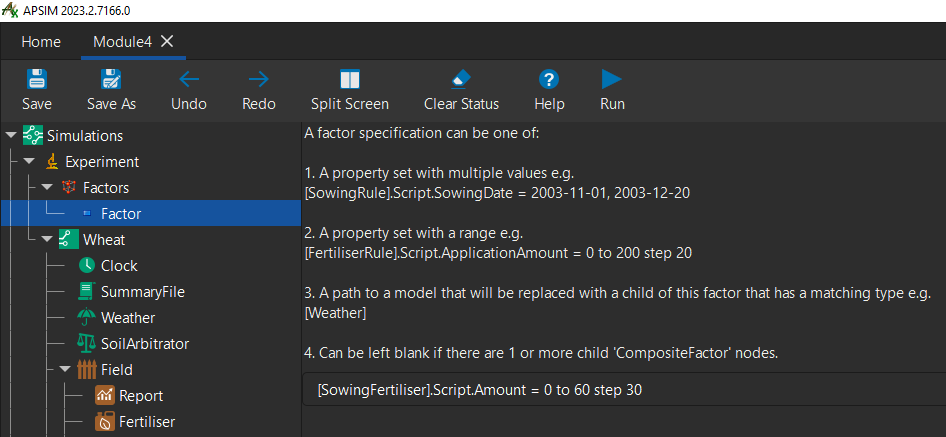 APSIM 2023.2.7166.0
Home
Module4
Save
Save As
Undo
Redo
Split Screen
Clear Status
Help
Run
Simulations
Experiment
Factors
Factor
Wheat
Clock
SummaryFile
Weather
SoilArbitrator
Field
Report
Fertiliser
A factor specification can be one of:
1. A property set with multiple values e.g.
[SowingRule].Script.SowingDate = 2003-11-01, 2003-12-20
2. A property set with a range e.g.
[FertiliserRule].Script.ApplicationAmount = 0 to 200 step 20
3. A path to a model that will be replaced with a child of this factor that has a matching type e.g.
[Weather]
4. Can be left blank if there are 1 or more child 'CompositeFactor' nodes.
[SowingFertiliser].Script.Amount = 0 to 60 step 30